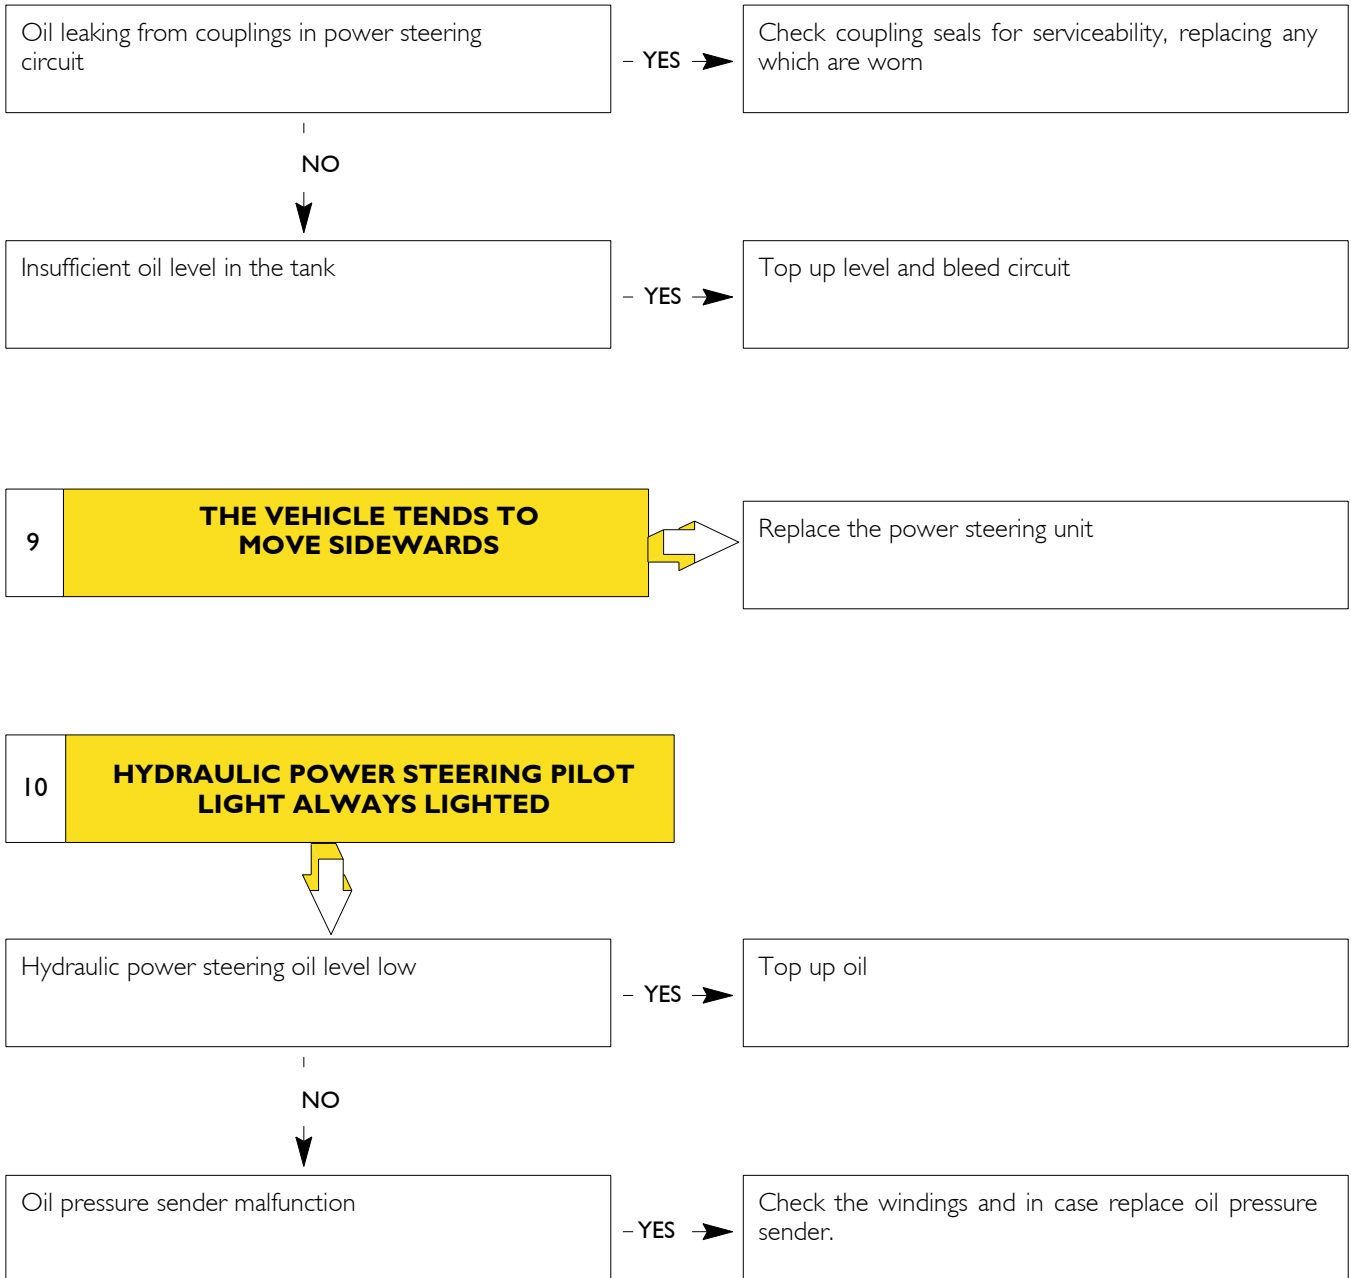 Oil leaking from couplings in power steering
circuit
– YES
Check coupling seals for serviceability, replacing any
which are worn
NO
Insufficient oil level in the tank
– YES
Top up level and bleed circuit
9
THE VEHICLE TENDS TO
MOVE SIDEWARDS
Replace the power steering unit
10
HYDRAULIC POWER STEERING PILOT
LIGHT ALWAYS LIGHTED
Hydraulic power steering oil level low
– YES
Top up oil
NO
Oil pressure sender malfunction
– YES
Check the windings and in case replace oil pressure
sender.